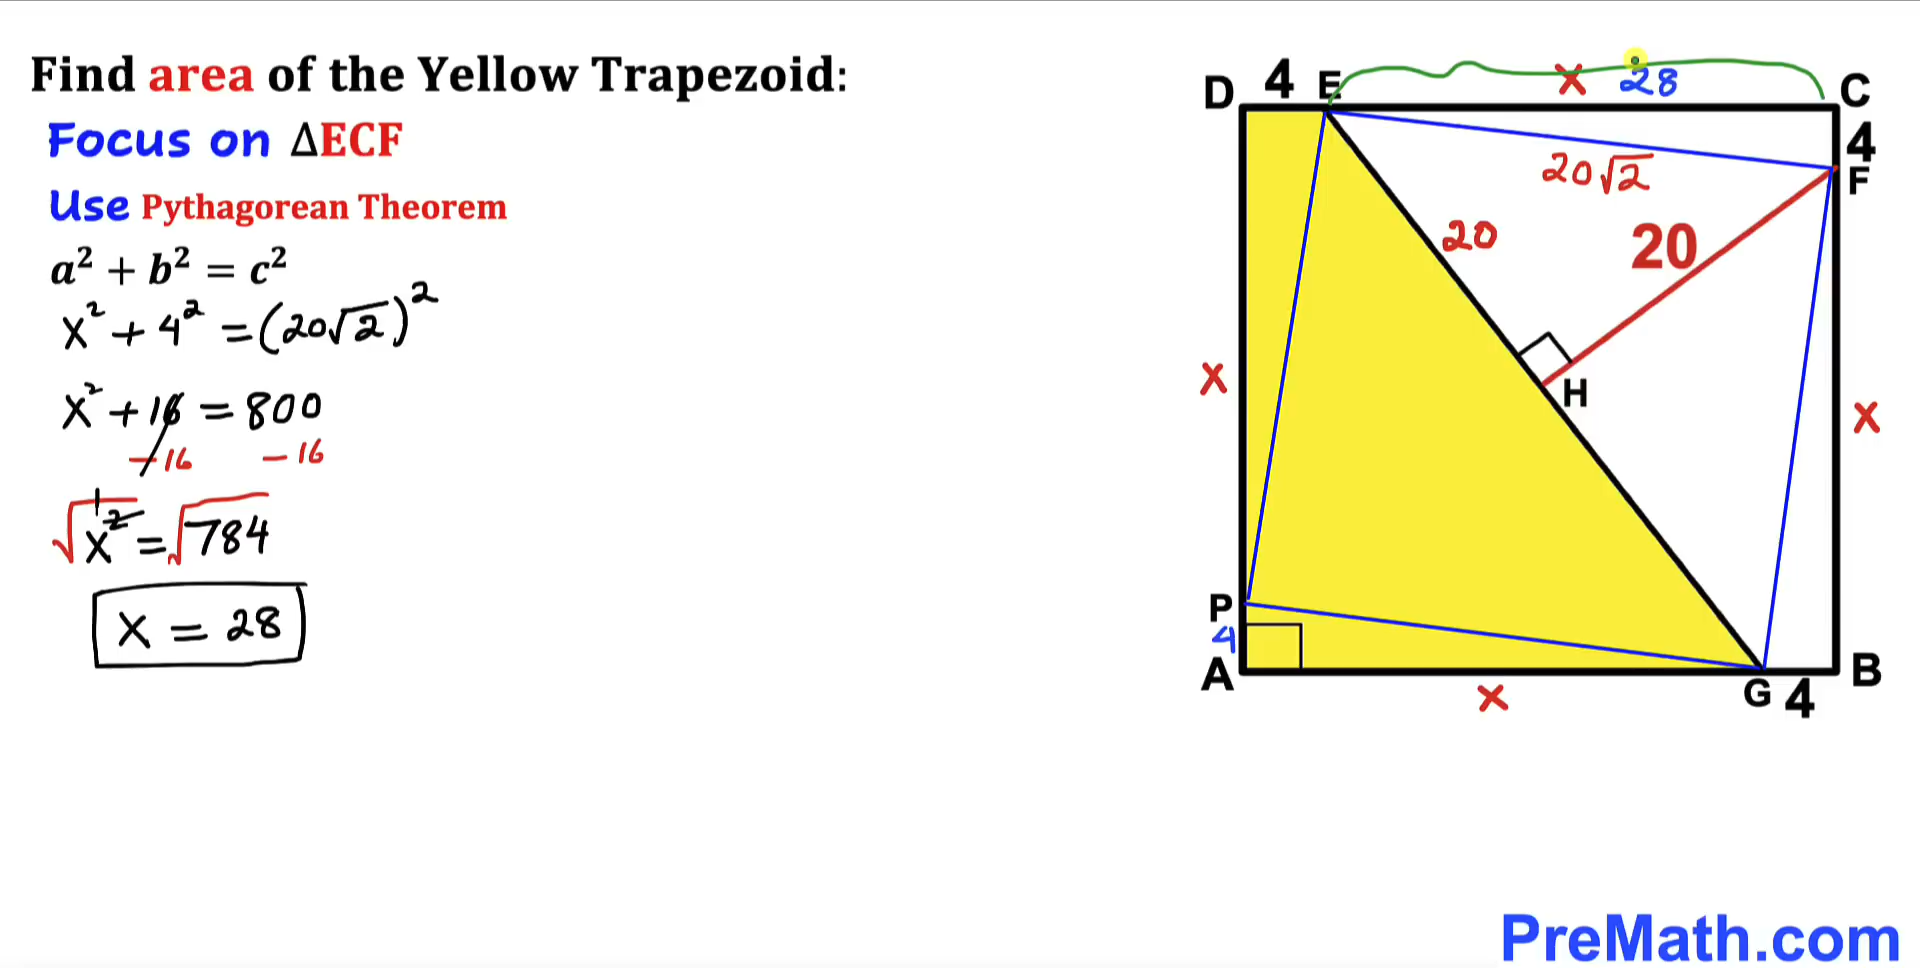 Find area of the Yellow Trapezoid:
Focus on ΔECF
Use Pythagorean Theorem
a² + b² = c²
x² + 4² = (20√2)²
x² + 16 = 800
-16 -16
√x² = √784
x = 28
D 4 E x 28 C
4
F
20√2
20
20
H
x
x
P
4
A
x
G 4
B
PreMath.com